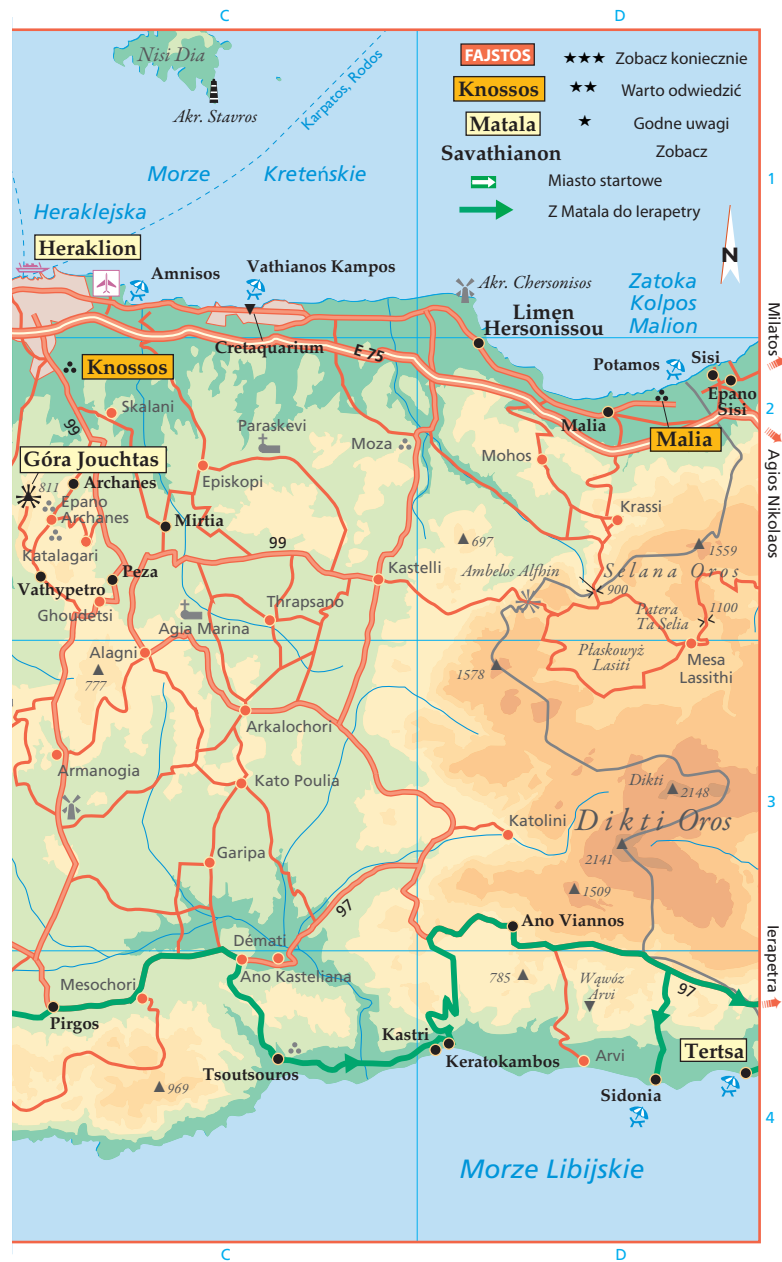 C
D
Nisi Dia
Akr. Stavros
Karpatos, Rodos
FAJSTOS
★★★ Zobacz koniecznie
Knossos
★★ Warto odwiedzić
Matala
★ Godne uwagi
Savathianon
Zobacz
Miasto startowe
Z Matala do Ierapetry
Morze Kreteńskie
1
Heraklejska
N
Heraklion
Amnisos
Vathianos Kampos
Akr. Chersonisos
Zatoka
Kolpos
Malion
Limen
Hersonissou
Cretaquarium
E 75
Milatos
Knossos
Potamos
Sisi
Epano
Sisi
2
Skalani
99
Paraskevi
Moza
Malia
Malia
Agios Nikolaos
Góra Jouchtas
811
Archanes
Epano
Archanes
Episkopi
Mohos
Krassi
Mirtia
Katalagari
99
697
1559
Vathypetro
Peza
Kastelli
Ambelos Alfhin
Selana Oros
900
Ghoudetsi
Thrapsano
Agia Marina
Patera
Ta Selia
1100
Alagni
777
1578
Płaskowyż
Lasiti
Mesa
Lassithi
Arkalochori
Armanogia
Kato Poulia
Dikti
2148
3
Katolini
Dikti Oros
2141
Garipa
1509
97
Ano Viannos
Démati
Ano Kasteliana
Mesochori
785
Wąwóz
Arvi
97
Ierapetra
Pirgos
Kastri
Keratokambos
Arvi
Tertsa
Tsoutsouros
969
Sidonia
4
Morze Libijskie
C
D